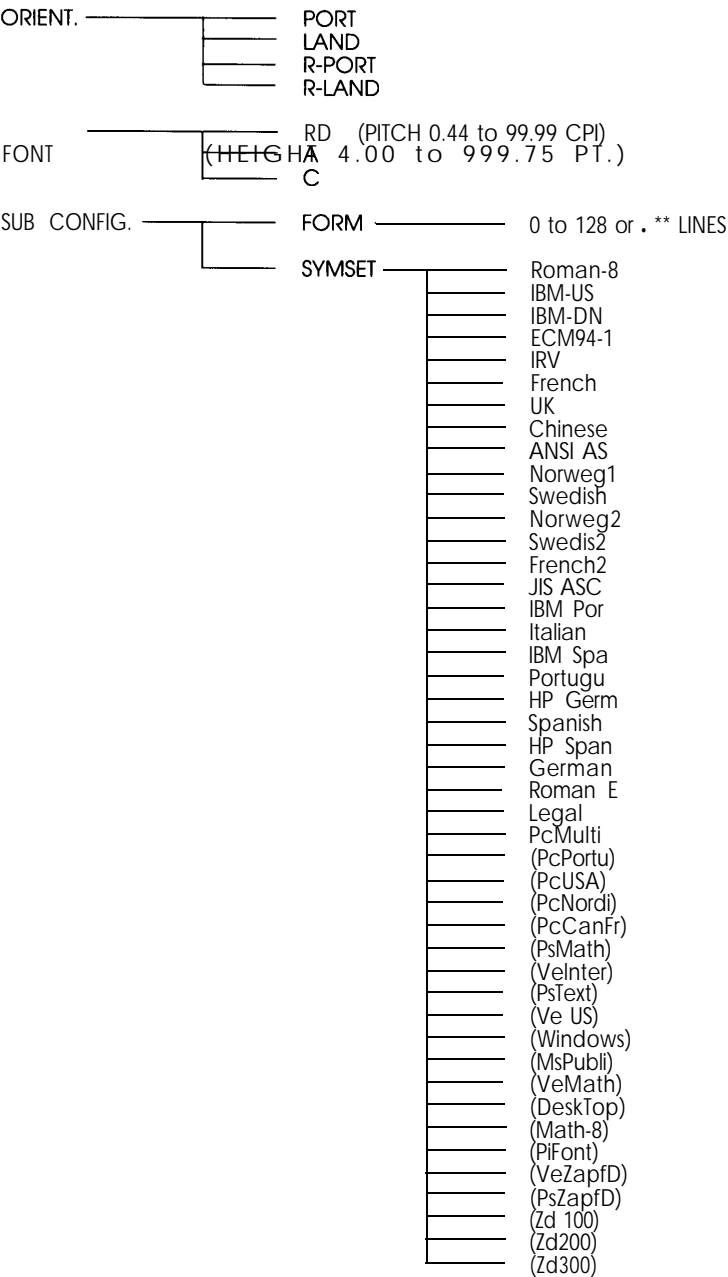 ORIENT. PORT
LAND
R-PORT
R-LAND
RD (PITCH 0.44 to 99.99 CPI)
FONT A (HEIGHT 4.00 to 999.75 PT.)
C
SUB CONFIG. FORM 0 to 128 or . ** LINES
SYMSET Roman-8
IBM-US
IBM-DN
ECM94-1
IRV
French
UK
Chinese
ANSI AS
Norweg1
Swedish
Norweg2
Swedis2
French2
JIS ASC
IBM Por
Italian
IBM Spa
Portugu
HP Germ
Spanish
HP Span
German
Roman E
Legal
PcMulti
(PcPortu)
(PcUSA)
(PcNordi)
(PcCanFr)
(PsMath)
(VeInter)
(PsText)
(Ve US)
(Windows)
(MsPubli)
(VeMath)
(DeskTop)
(Math-8)
(PiFont)
(VeZapfD)
(PsZapfD)
(Zd 100)
(Zd200)
(Zd300)